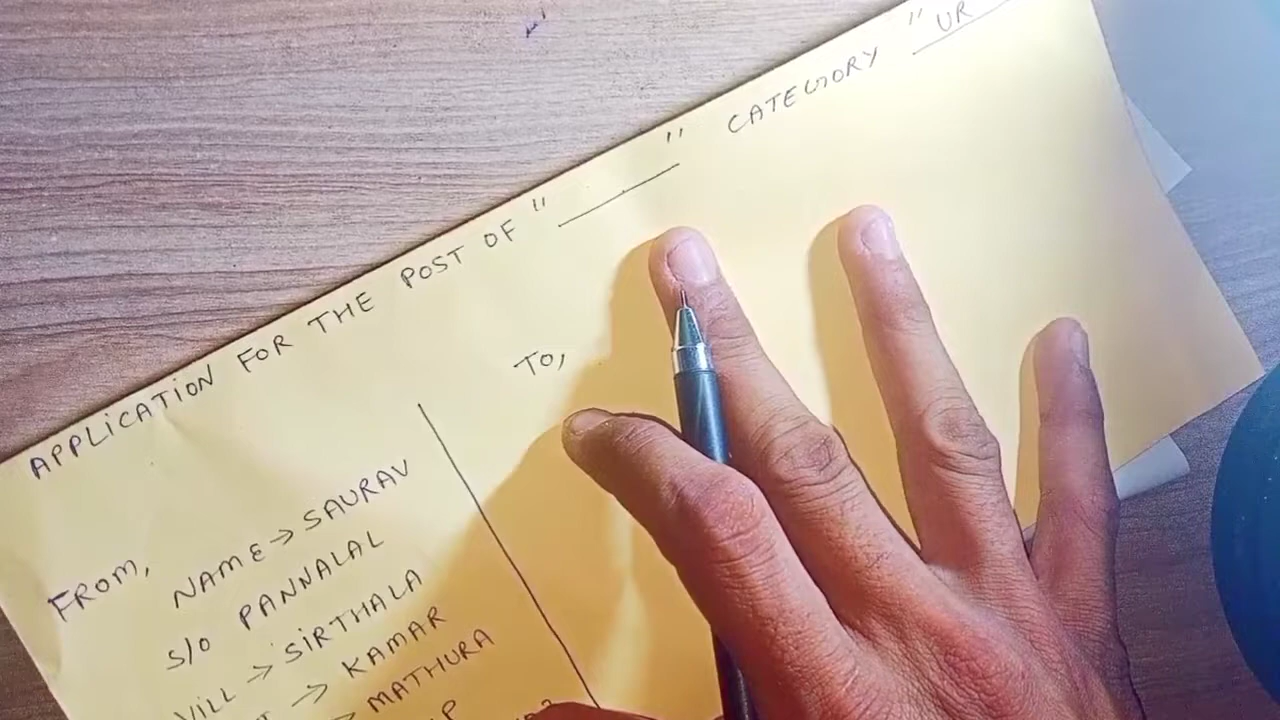 APPLICATION FOR THE POST OF "______" CATEGORY "UR
FROM,
NAME → SAURAV
S/O PANNALAL
VILL → SIRTHALA
→ KAMAR
→ MATHURA
TO,